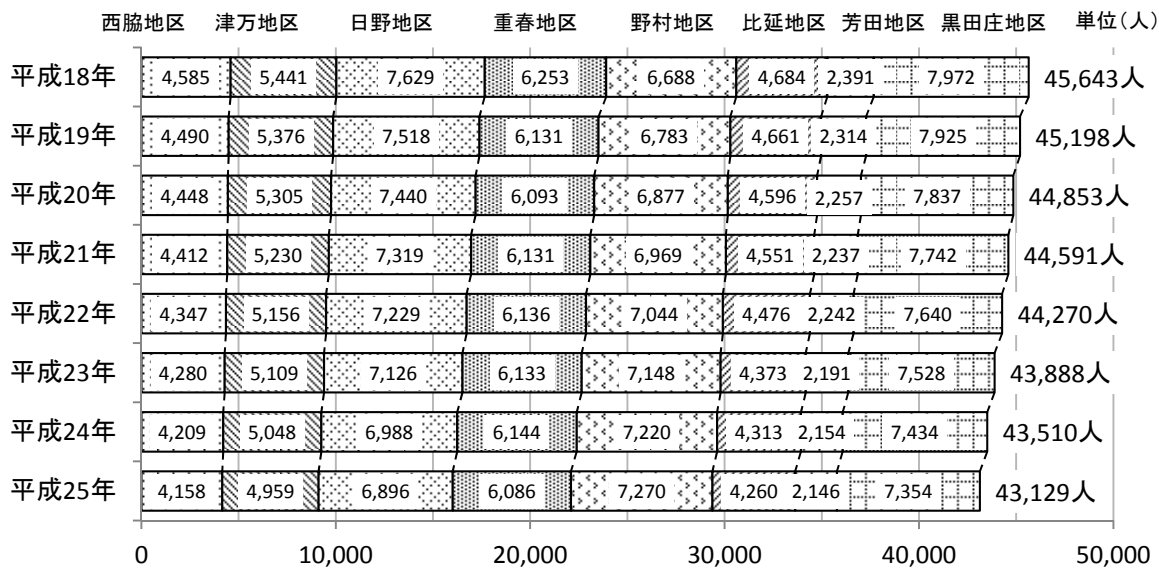 西脇地区 津万地区 日野地区 重春地区 野村地区 比延地区 芳田地区 黒田庄地区 単位(人)
平成18年 4,585 5,441 7,629 6,253 6,688 4,684 2,391 7,972 45,643人
平成19年 4,490 5,376 7,518 6,131 6,783 4,661 2,314 7,925 45,198人
平成20年 4,448 5,305 7,440 6,093 6,877 4,596 2,257 7,837 44,853人
平成21年 4,412 5,230 7,319 6,131 6,969 4,551 2,237 7,742 44,591人
平成22年 4,347 5,156 7,229 6,136 7,044 4,476 2,242 7,640 44,270人
平成23年 4,280 5,109 7,126 6,133 7,148 4,373 2,191 7,528 43,888人
平成24年 4,209 5,048 6,988 6,144 7,220 4,313 2,154 7,434 43,510人
平成25年 4,158 4,959 6,896 6,086 7,270 4,260 2,146 7,354 43,129人
0 10,000 20,000 30,000 40,000 50,000